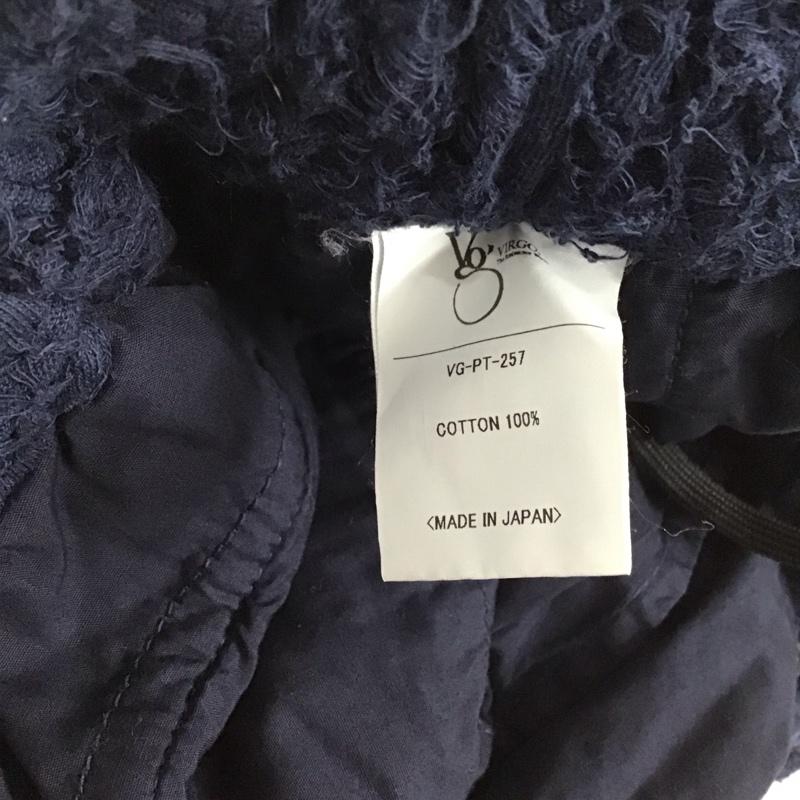 Vg
VIRGO
VG-PT-257
COTTON 100%
<MADE IN JAPAN>